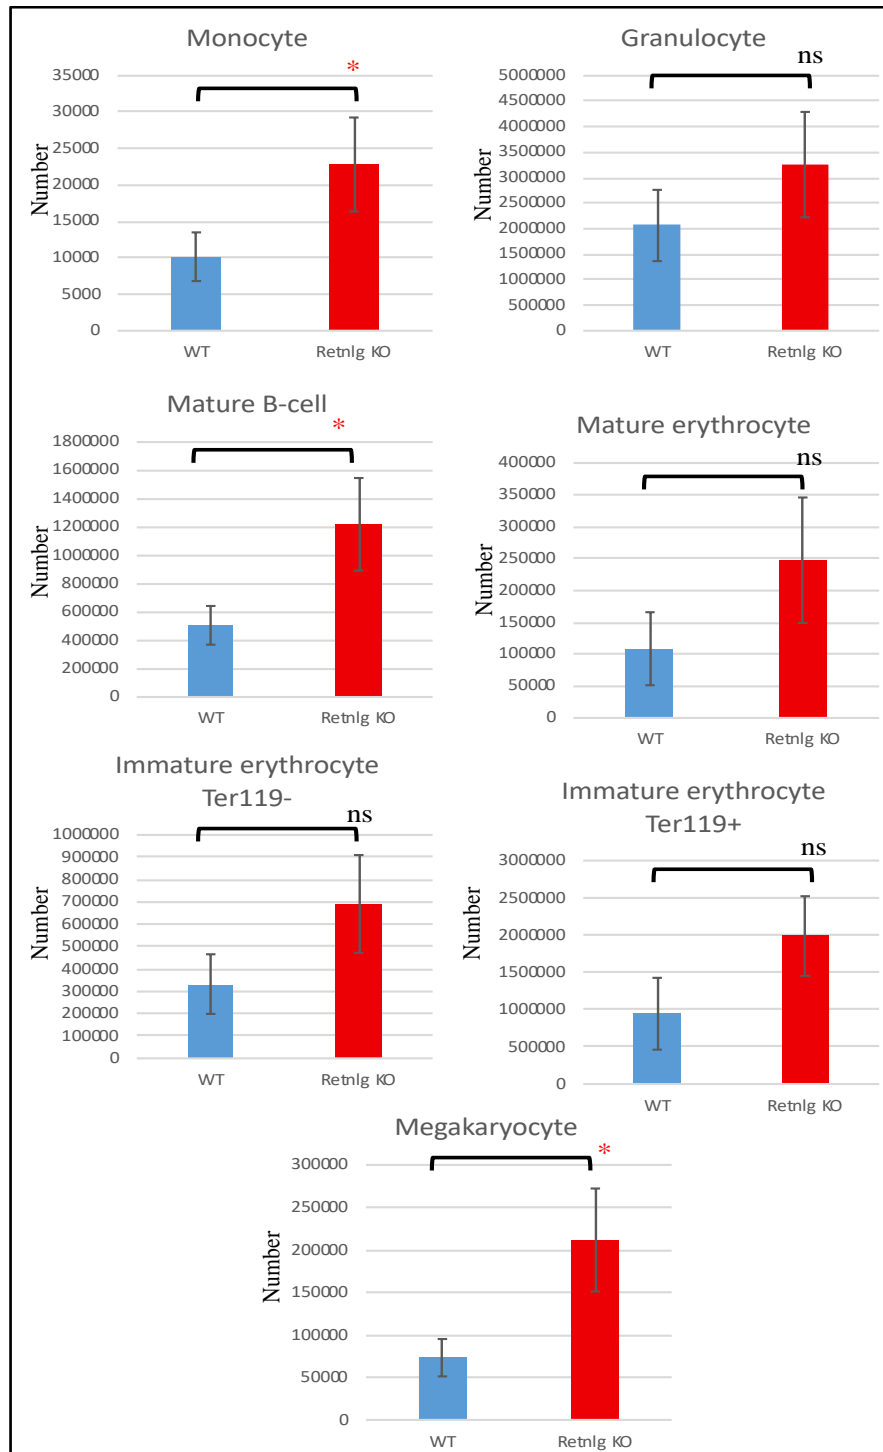 Monocyte
*
35000
30000
25000
20000
15000
10000
5000
0
Number
WT
Retnlg KO
Granulocyte
ns
5000000
4500000
4000000
3500000
3000000
2500000
2000000
1500000
1000000
500000
0
Number
WT
Retnlg KO
Mature B-cell
*
1800000
1600000
1400000
1200000
1000000
800000
600000
400000
200000
0
Number
WT
Retnlg KO
Mature erythrocyte
ns
400000
350000
300000
250000
200000
150000
100000
50000
0
Number
WT
Retnlg KO
Immature erythrocyte
Ter119-
ns
1000000
900000
800000
700000
600000
500000
400000
300000
200000
100000
0
Number
WT
Retnlg KO
Immature erythrocyte
Ter119+
ns
3000000
2500000
2000000
1500000
1000000
500000
0
Number
WT
Retnlg KO
Megakaryocyte
*
300000
250000
200000
150000
100000
50000
0
Number
WT
Retnlg KO